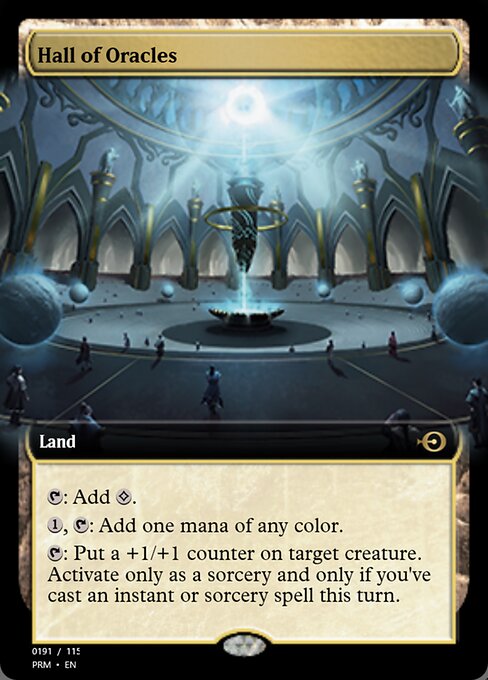 Hall of Oracles
Land
: Add .
1, : Add one mana of any color.
: Put a +1/+1 counter on target creature.
Activate only as a sorcery and only if you've
cast an instant or sorcery spell this turn.
0191 / 115
PRM • EN